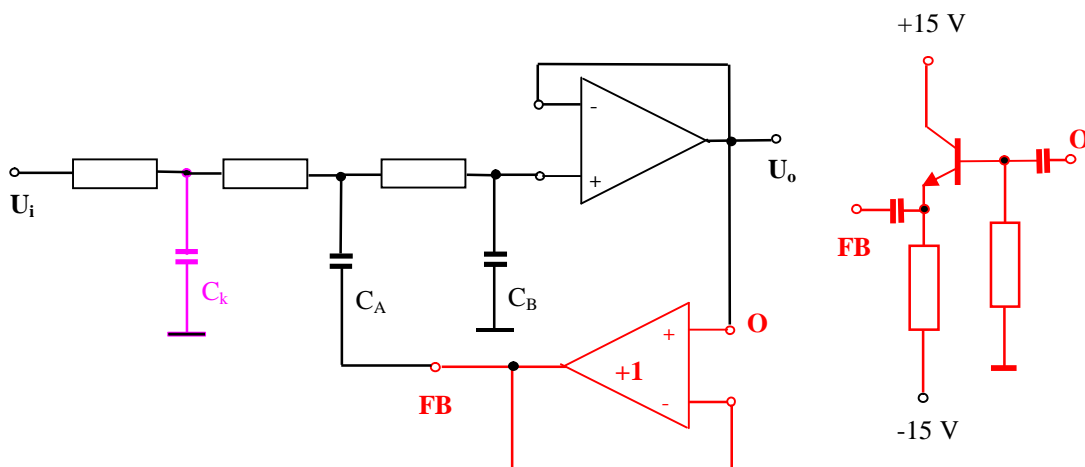 +15 V
O
-
+
U_i
U_o
FB
C_k
C_A
C_B
O
+
+1
-
FB
-15 V